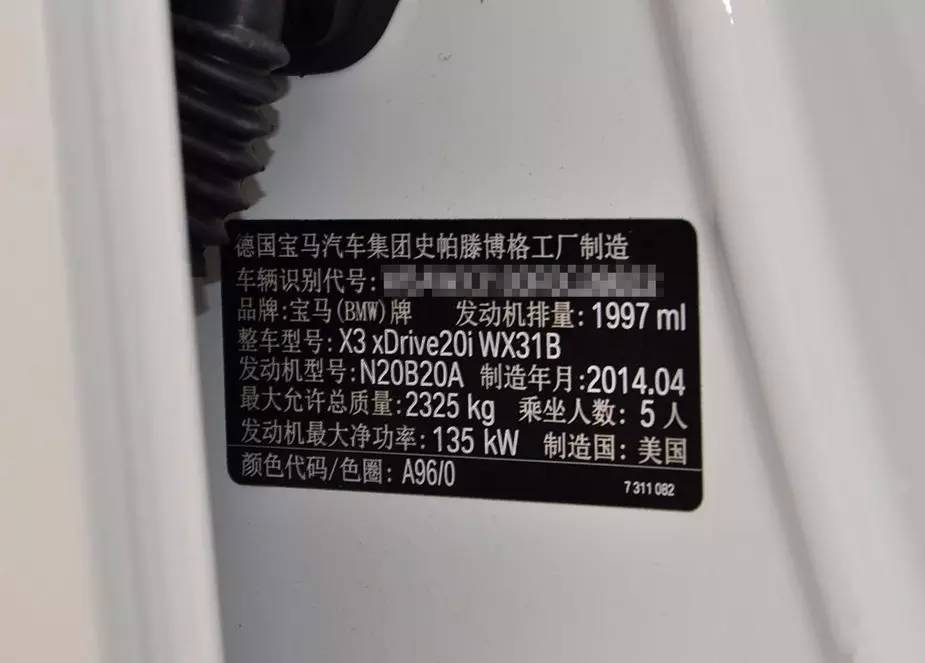 德国宝马汽车集团史帕滕博格工厂制造
车辆识别代号:
品牌:宝马(BMW)牌 发动机排量:1997 ml
整车型号: X3 xDrive20i WX31B
发动机型号:N20B20A 制造年月:2014.04
最大允许总质量:2325 kg 乘坐人数: 5 人
发动机最大净功率:135 kW 制造国: 美国
颜色代码/色圈: A96/0
7 311 082